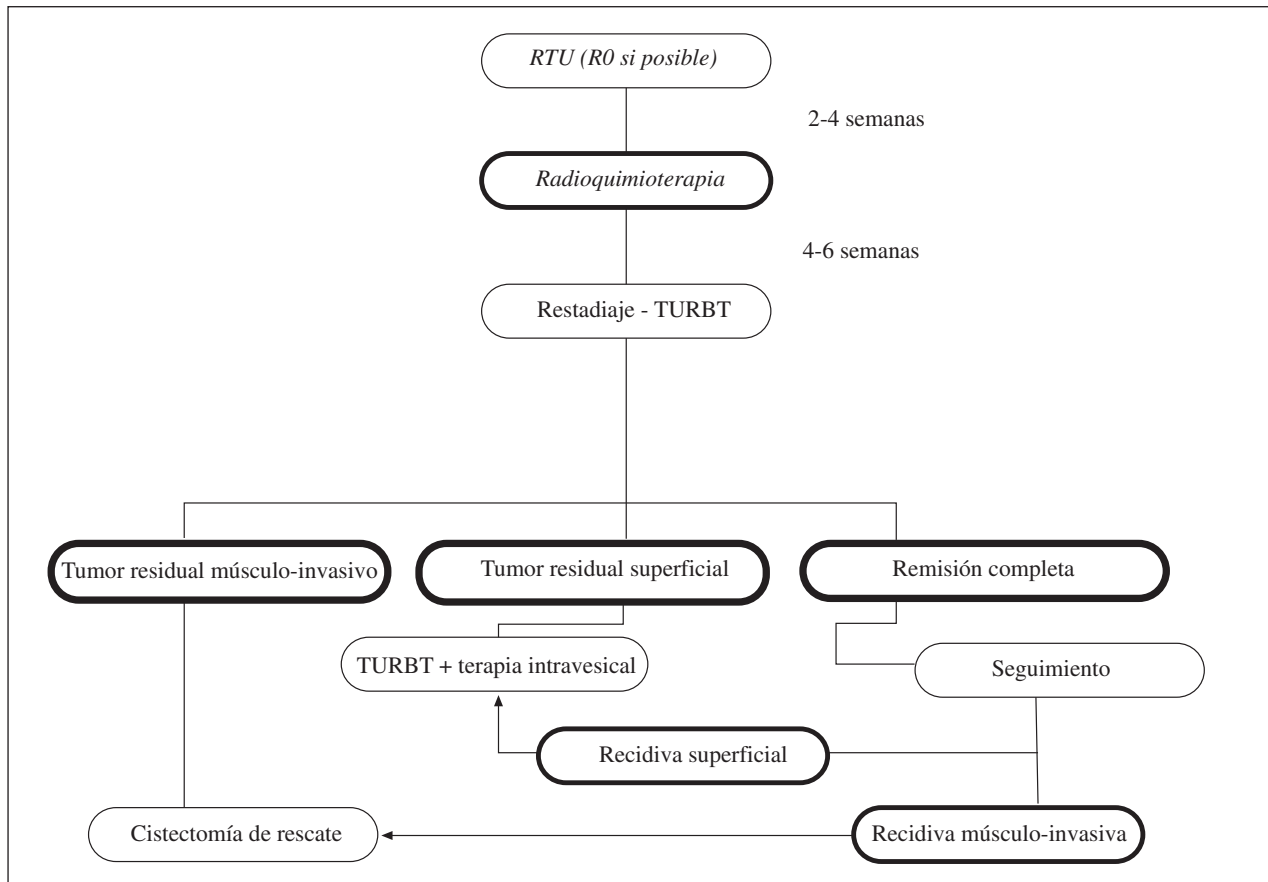 RTU (R0 si posible)
2-4 semanas
Radioquimioterapia
4-6 semanas
Restadiaje - TURBT
Tumor residual músculo-invasivo
Tumor residual superficial
Remisión completa
TURBT + terapia intravesical
Seguimiento
Recidiva superficial
Cistectomía de rescate
Recidiva músculo-invasiva